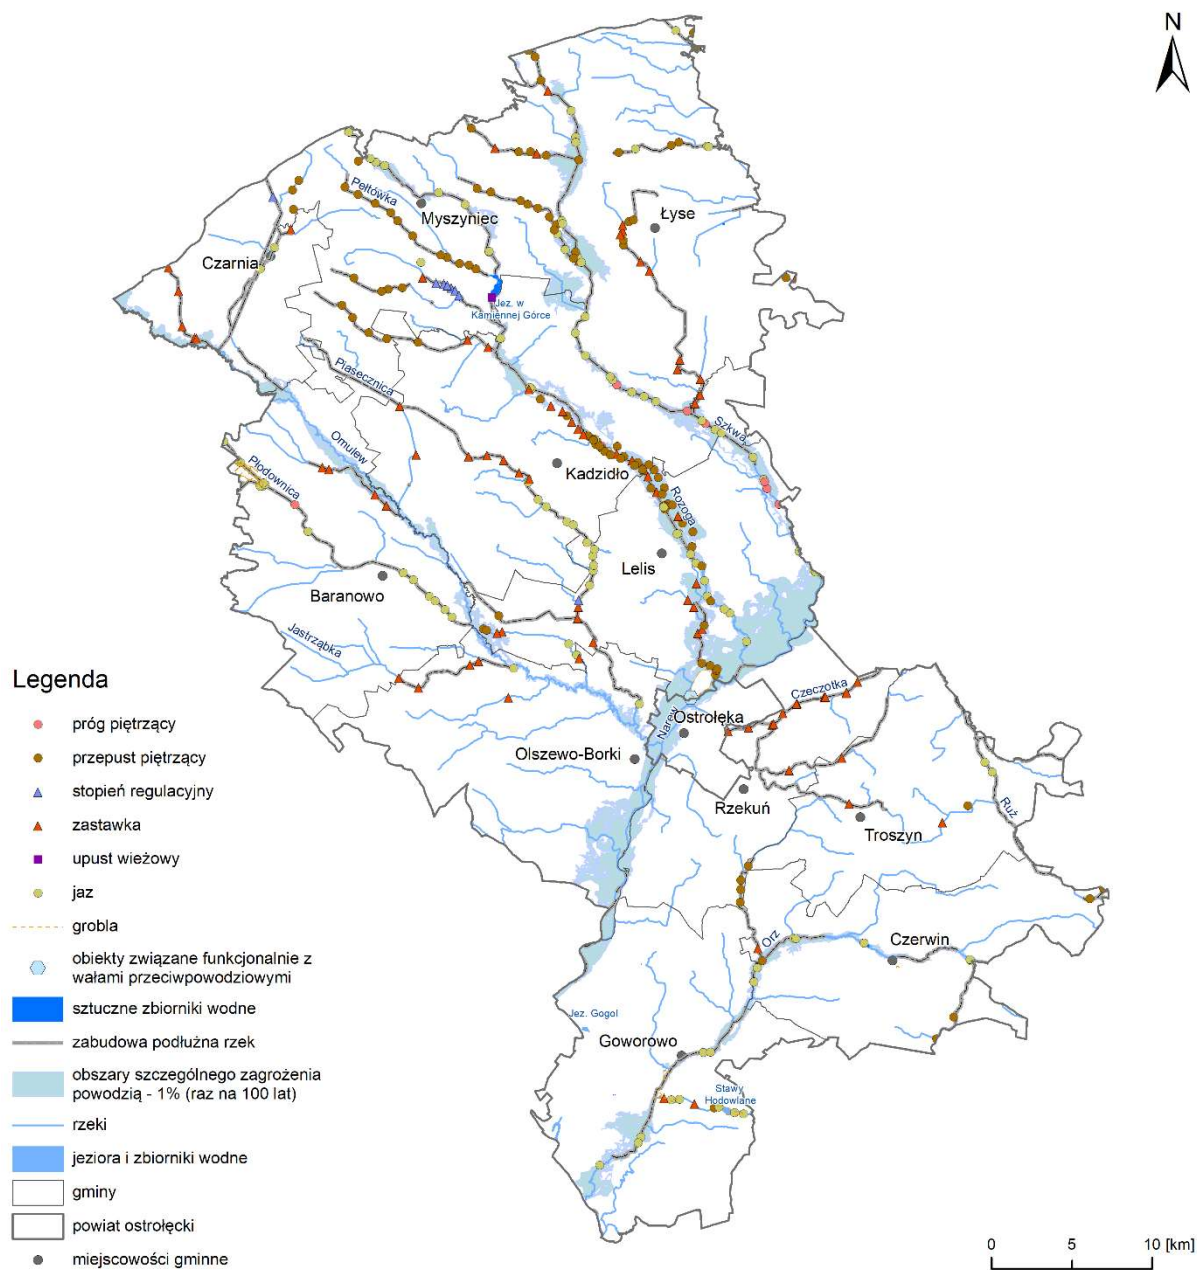 N
Łyse
Pełtówka
Myszyniec
Czarnia
Jez. w
Kamiennej Górce
Piasecznica
Szkwa
Omulew
Kadzidło
Płodownica
Rozoga
Lelis
Baranowo
Jastrząbka
Legenda
próg piętrzący
przepust piętrzący
stopień regulacyjny
zastawka
upust wieżowy
jaz
grobla
obiekty związane funkcjonalnie z
wałami przeciwpowodziowymi
sztuczne zbiorniki wodne
zabudowa podłużna rzek
obszary szczególnego zagrożenia
powodzią - 1% (raz na 100 lat)
rzeki
jeziora i zbiorniki wodne
gminy
powiat ostrołęcki
miejscowości gminne
Czeczotka
Narew
Ostrołęka
Olszewo-Borki
Rzekuń
Troszyn
Ruż
Orz
Czerwin
Jez. Gogol
Goworowo
Stawy
Hodowlane
0 5 10 [km]